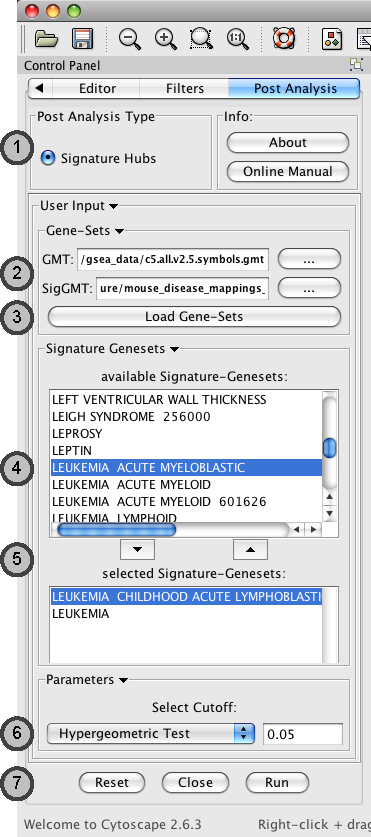 Control Panel
Editor Filters Post Analysis
Post Analysis Type
Info:
1
Signature Hubs
About
Online Manual
User Input
Gene-Sets
2
GMT: /gsea_data/c5.all.v2.5.symbols.gmt ...
SigGMT: ure/mouse_disease_mappings_ ...
3
Load Gene-Sets
Signature Genesets
available Signature-Genesets:
LEFT VENTRICULAR WALL THICKNESS
LEIGH SYNDROME 256000
LEPROSY
LEPTIN
4
LEUKEMIA ACUTE MYELOBLASTIC
LEUKEMIA ACUTE MYELOID
LEUKEMIA ACUTE MYELOID 601626
LEUKEMIA LYMPHOID
5
selected Signature-Genesets:
LEUKEMIA CHILDHOOD ACUTE LYMPHOBLASTI
LEUKEMIA
Parameters
Select Cutoff:
6
Hypergeometric Test 0.05
7
Reset Close Run
Welcome to Cytoscape 2.6.3 Right-click + drag